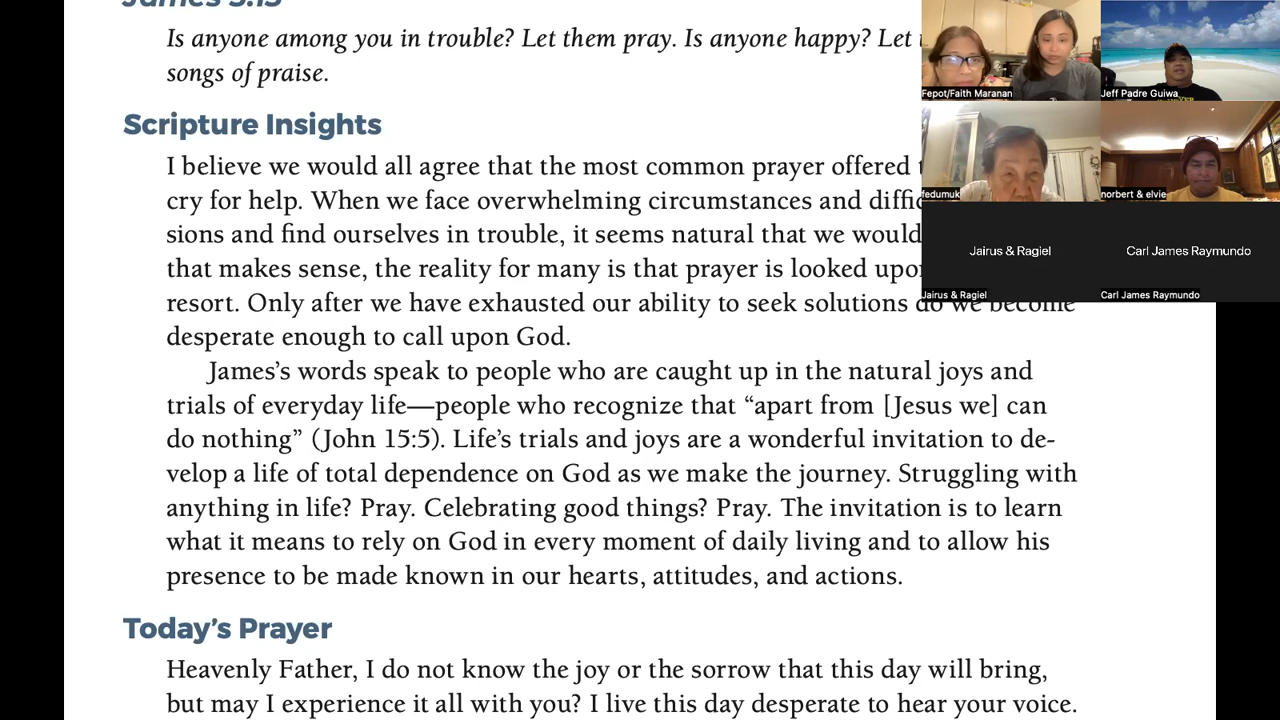 James 5:13
Is anyone among you in trouble? Let them pray. Is anyone happy? Let
songs of praise.
Scripture Insights
I believe we would all agree that the most common prayer offered
cry for help. When we face overwhelming circumstances and
sions and find ourselves in trouble, it seems natural that we would
that makes sense, the reality for many is that prayer is looked
resort. Only after we have exhausted our ability to seek solutions do we become
desperate enough to call upon God.
James’s words speak to people who are caught up in the natural joys and
trials of everyday life—people who recognize that “apart from [Jesus we] can
do nothing” (John 15:5). Life’s trials and joys are a wonderful invitation to de-
velop a life of total dependence on God as we make the journey. Struggling with
anything in life? Pray. Celebrating good things? Pray. The invitation is to learn
what it means to rely on God in every moment of daily living and to allow his
presence to be made known in our hearts, attitudes, and actions.
Today’s Prayer
Heavenly Father, I do not know the joy or the sorrow that this day will bring,
but may I experience it all with you? I live this day desperate to hear your voice.
Fepot/Faith Maranan
Jeff Padre Guiwa
fedumuk
norbert & elvie
Jairus & Ragiel
Carl James Raymundo
Jairus & Ragiel
Carl James Raymundo